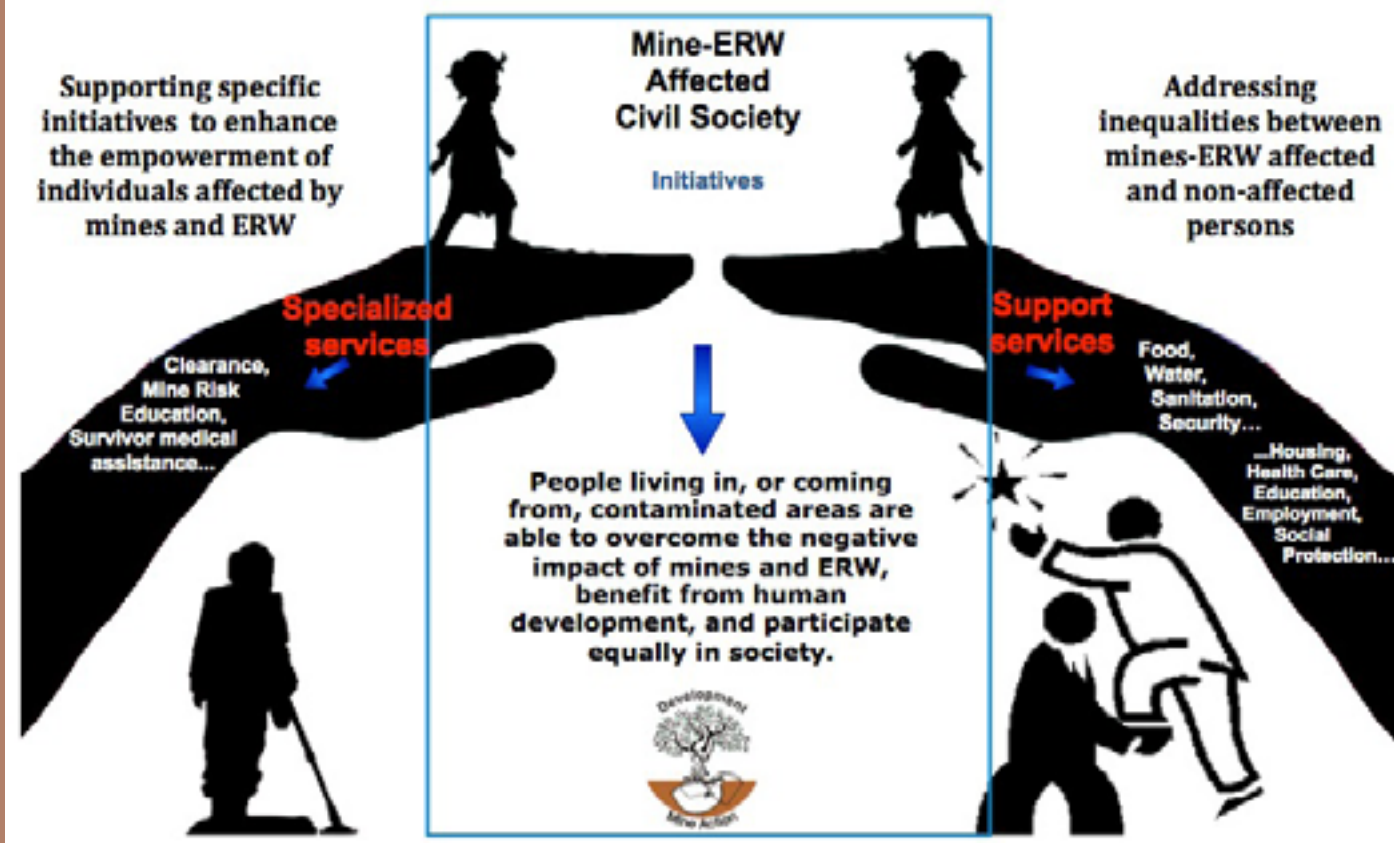 Supporting specific
initiatives to enhance
the empowerment of
individuals affected by
mines and ERW
Mine-ERW
Affected
Civil Society
Initiatives
Addressing
inequalities between
mines-ERW affected
and non-affected
persons
Specialized
services
Clearance,
Mine Risk
Education,
Survivor medical
assistance...
Support
services
Food,
Water,
Sanitation,
Security...
...Housing,
Health Care,
Education,
Employment,
Social
Protection...
People living in, or coming
from, contaminated areas are
able to overcome the negative
impact of mines and ERW,
benefit from human
development, and participate
equally in society.
Development
Mine Action